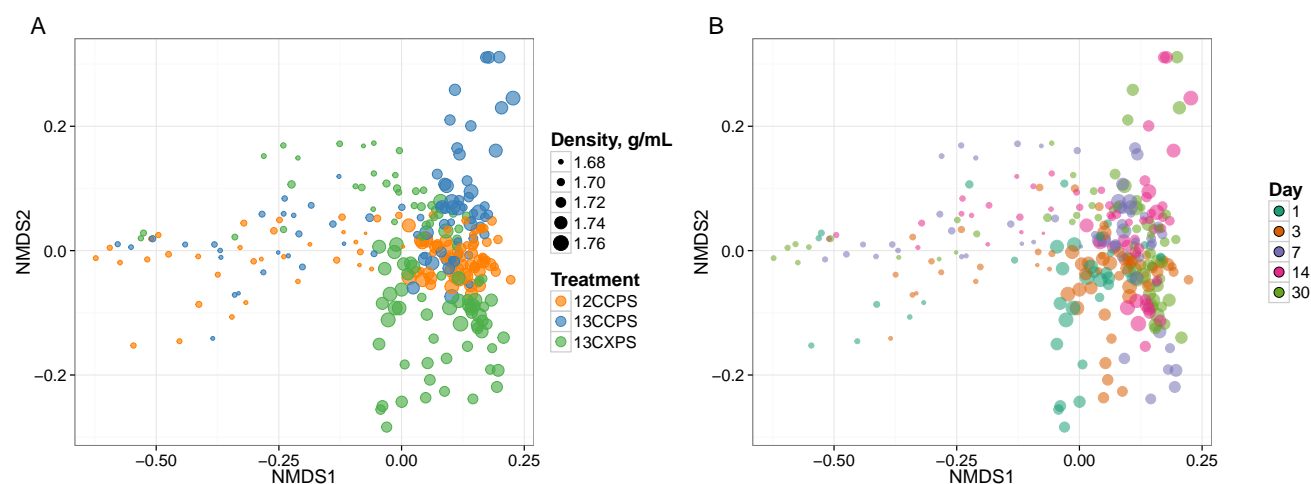 A
NMDS2
0.2
0.0
−0.2
−0.50
−0.25
0.00
0.25
NMDS1
Density, g/mL
1.68
1.70
1.72
1.74
1.76
Treatment
12CCPS
13CCPS
13CXPS
B
NMDS2
0.2
0.0
−0.2
−0.50
−0.25
0.00
0.25
NMDS1
Day
1
3
7
14
30